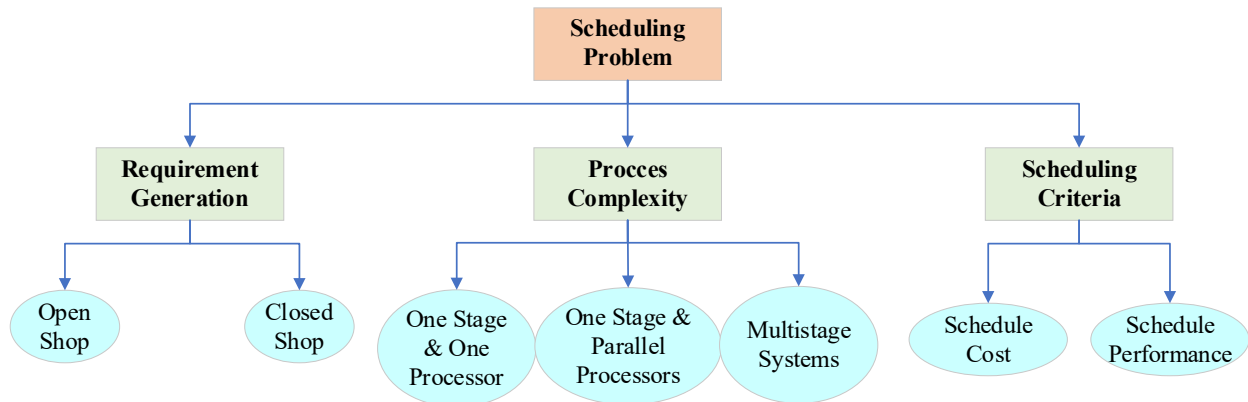 Scheduling
Problem
Requirement
Generation
Procces
Complexity
Scheduling
Criteria
Open
Shop
Closed
Shop
One Stage
& One
Processor
One Stage &
Parallel
Processors
Multistage
Systems
Schedule
Cost
Schedule
Performance